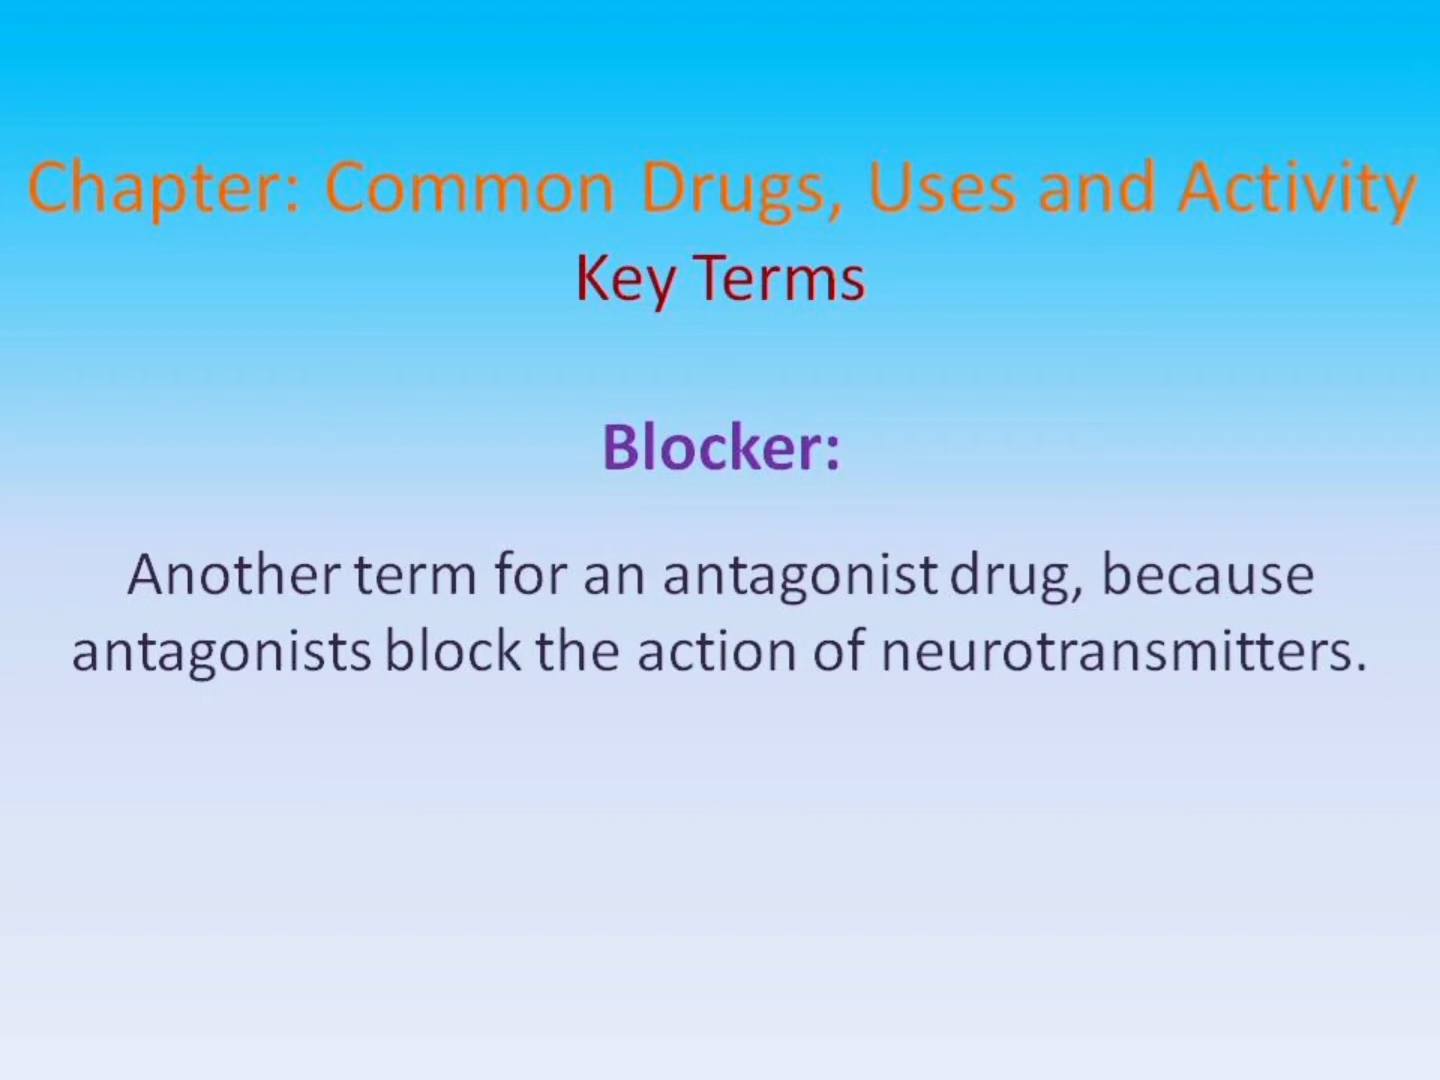 Chapter: Common Drugs, Uses and Activity
Key Terms
Blocker:
Another term for an antagonist drug, because
antagonists block the action of neurotransmitters.